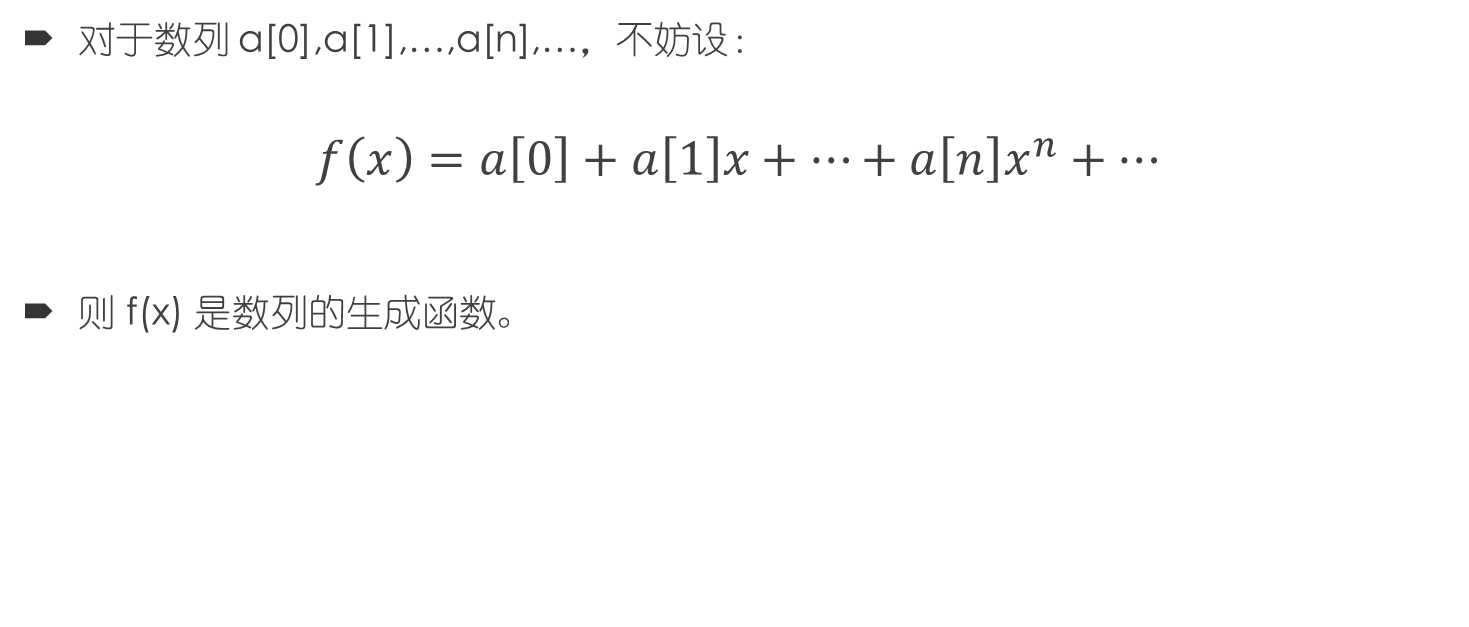 对于数列 a[0],a[1],…,a[n],…，不妨设：
f(x) = a[0] + a[1]x + ⋯ + a[n]xⁿ + ⋯
则 f(x) 是数列的生成函数。